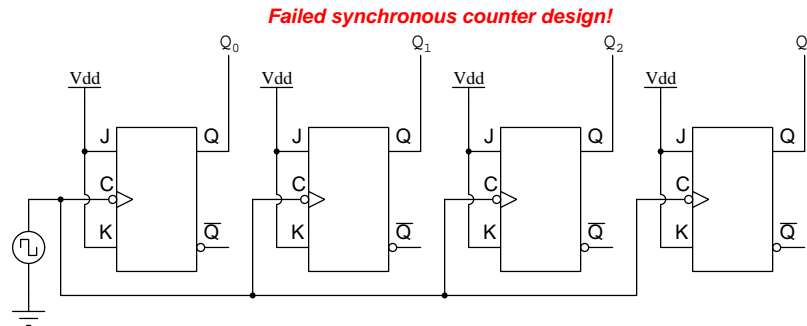 Failed synchronous counter design!
Q0 Q1 Q2 Q
Vdd Vdd Vdd Vdd
J Q J Q J Q J Q
C C C C
K Q̅ K Q̅ K Q̅ K Q̅